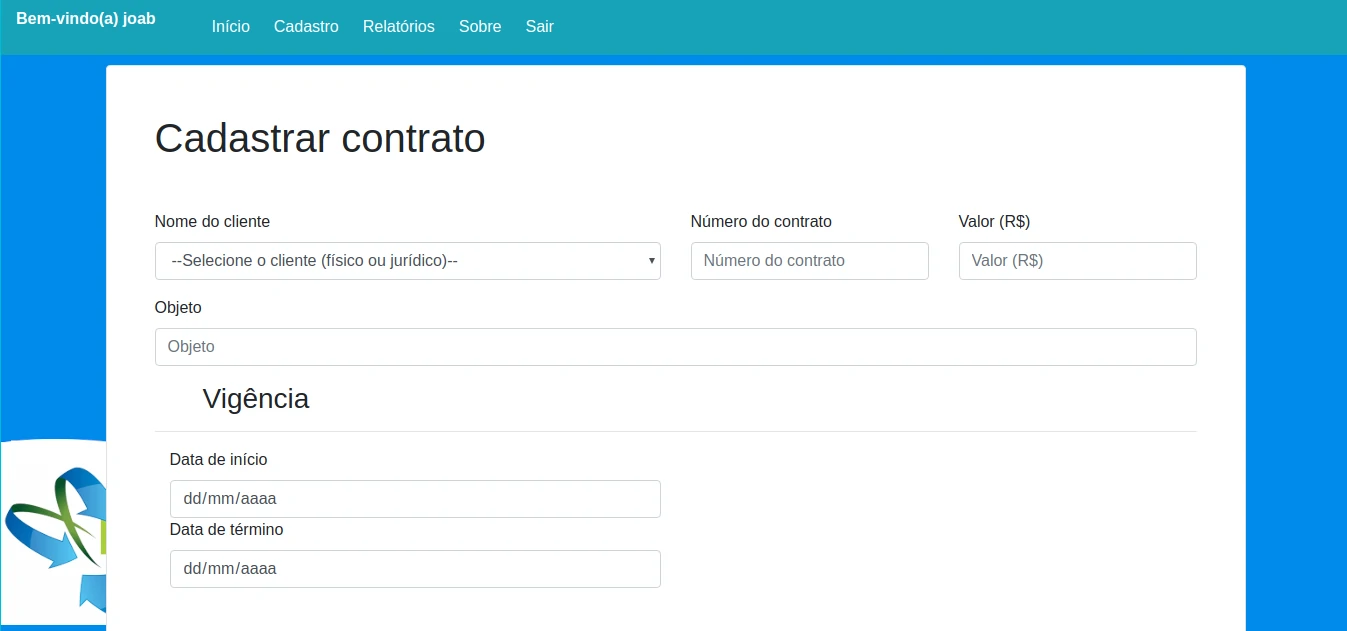 Bem-vindo(a) joab
Início Cadastro Relatórios Sobre Sair
Cadastrar contrato
Nome do cliente Número do contrato Valor (R$)
--Selecione o cliente (físico ou jurídico)-- Número do contrato Valor (R$)
Objeto
Objeto
Vigência
Data de início
dd/mm/aaaa
Data de término
dd/mm/aaaa